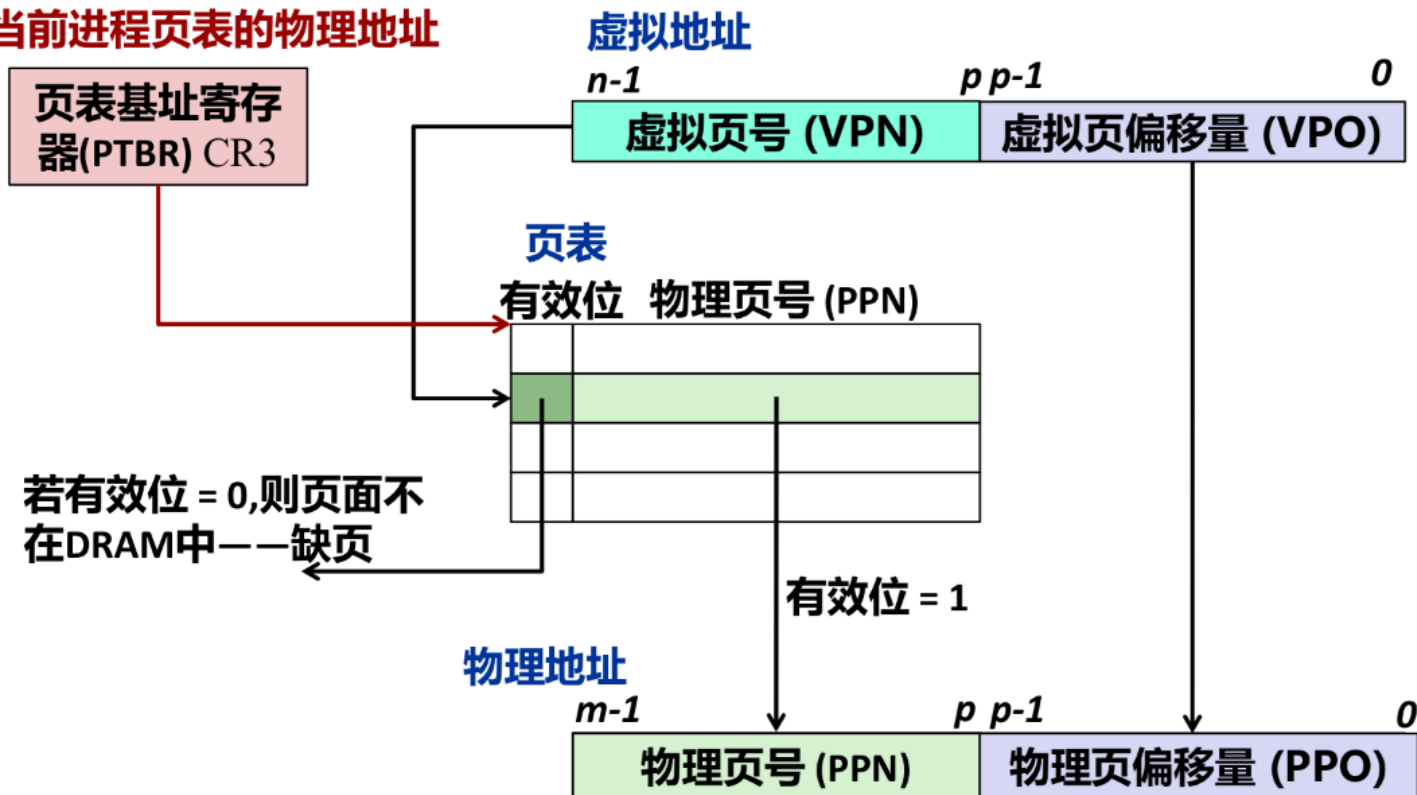 当前进程页表的物理地址
虚拟地址
n-1 p p-1 0
页表基址寄存
器(PTBR) CR3
虚拟页号 (VPN) 虚拟页偏移量 (VPO)
页表
有效位 物理页号 (PPN)
若有效位 = 0,则页面不
在DRAM中——缺页
有效位 = 1
物理地址
m-1 p p-1 0
物理页号 (PPN) 物理页偏移量 (PPO)